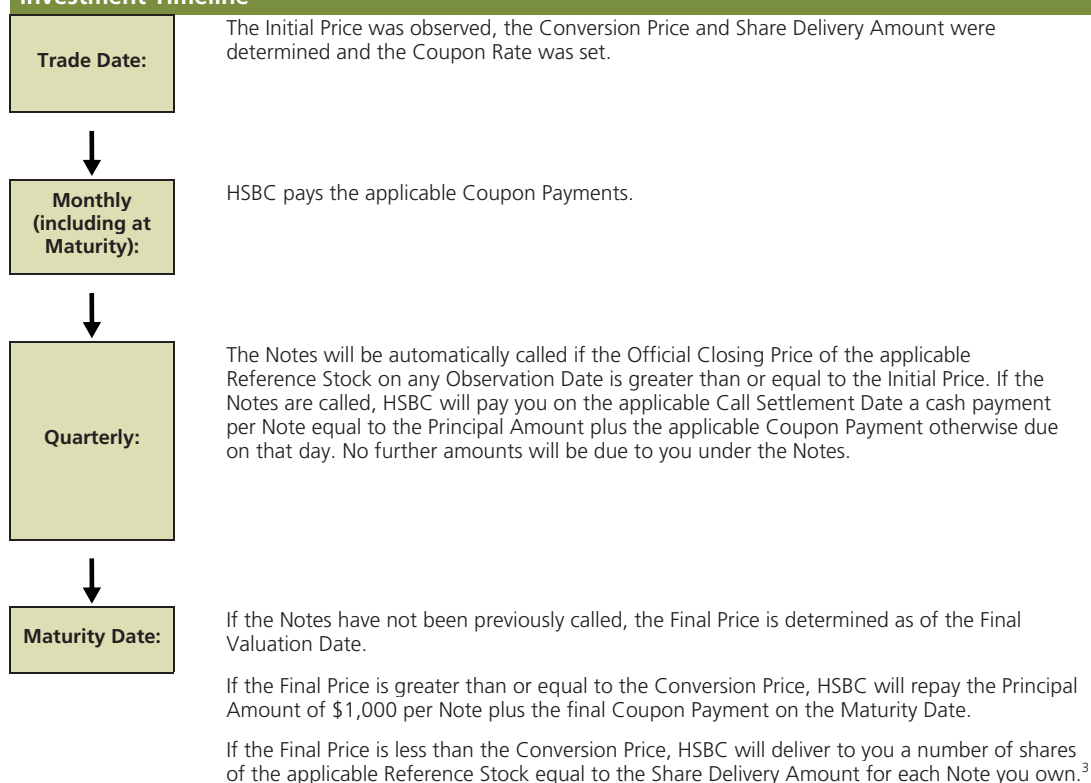 Investment Timeline
Trade Date:
The Initial Price was observed, the Conversion Price and Share Delivery Amount were
determined and the Coupon Rate was set.
Monthly
(including at
Maturity):
HSBC pays the applicable Coupon Payments.
Quarterly:
The Notes will be automatically called if the Official Closing Price of the applicable
Reference Stock on any Observation Date is greater than or equal to the Initial Price. If the
Notes are called, HSBC will pay you on the applicable Call Settlement Date a cash payment
per Note equal to the Principal Amount plus the applicable Coupon Payment otherwise due
on that day. No further amounts will be due to you under the Notes.
Maturity Date:
If the Notes have not been previously called, the Final Price is determined as of the Final
Valuation Date.
If the Final Price is greater than or equal to the Conversion Price, HSBC will repay the Principal
Amount of $1,000 per Note plus the final Coupon Payment on the Maturity Date.
If the Final Price is less than the Conversion Price, HSBC will deliver to you a number of shares
of the applicable Reference Stock equal to the Share Delivery Amount for each Note you own.3